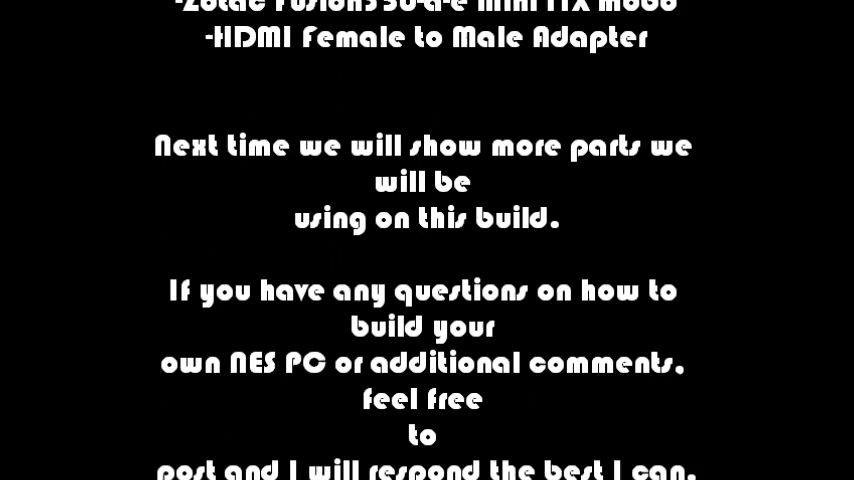 -Zotac Fusion350-a-e Mini ITX Mobo
-HDMI Female to Male Adapter
Next time we will show more parts we
will be
using on this build.
If you have any questions on how to
build your
own NES PC or additional comments,
feel free
to
post and I will respond the best I can.